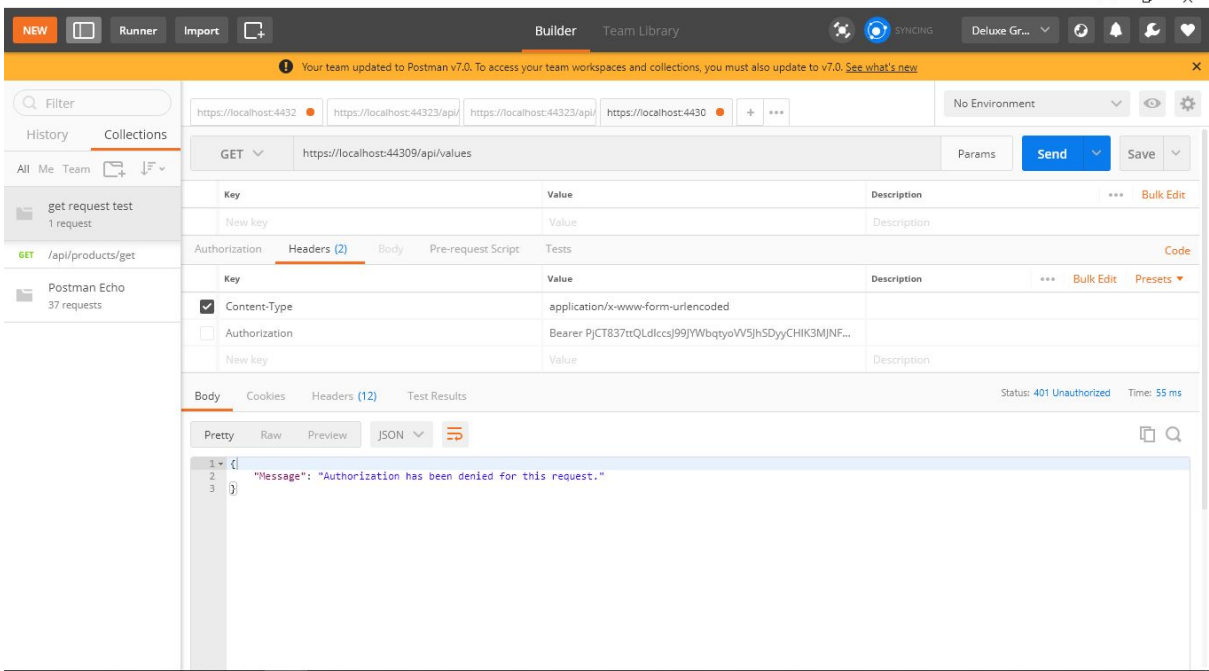 NEW Runner Import Builder Team Library SYNCING Deluxe Gr...
Your team updated to Postman v7.0. To access your team workspaces and collections, you must also update to v7.0. See what's new
Filter
History Collections
All Me Team
get request test
1 request
GET /api/products/get
Postman Echo
37 requests
https://localhost:4432 https://localhost:44323/api/ https://localhost:44323/api/ https://localhost:4430 + •••
No Environment
GET https://localhost:44309/api/values Params Send Save
Key Value Description ••• Bulk Edit
New key Value Description
Authorization Headers (2) Body Pre-request Script Tests Code
Key Value Description ••• Bulk Edit Presets
Content-Type application/x-www-form-urlencoded
Authorization
New key Value Description
Body Cookies Headers (12) Test Results Status: 401 Unauthorized Time: 55 ms
Pretty Raw Preview JSON
1 {
2 "Message": "Authorization has been denied for this request."
3 }